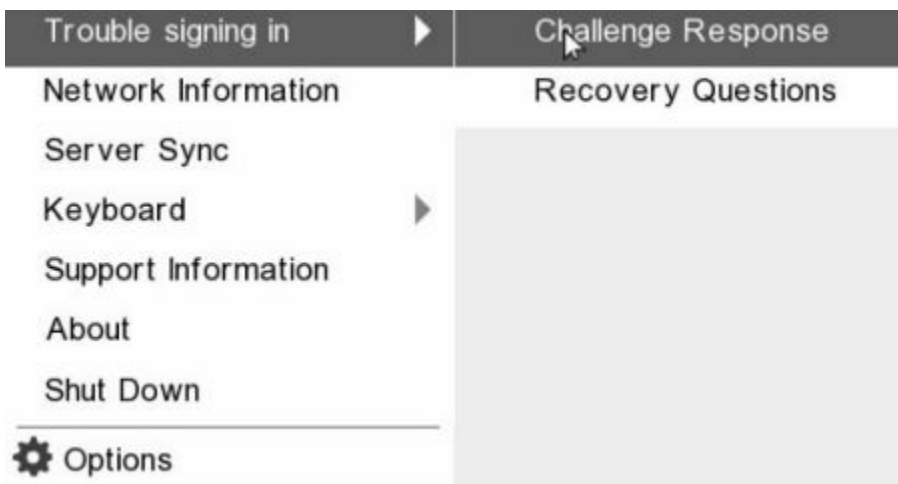 Trouble signing in
Challenge Response
Network Information
Recovery Questions
Server Sync
Keyboard
Support Information
About
Shut Down
Options